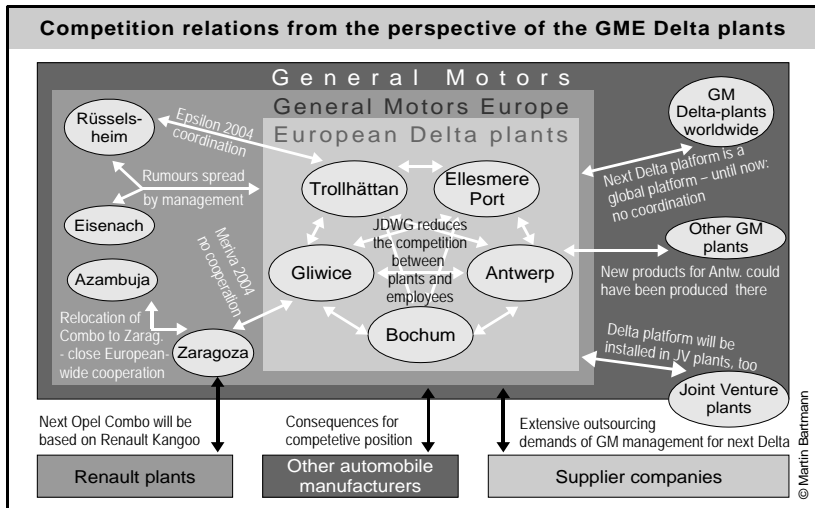 Competition relations from the perspective of the GME Delta plants
General Motors
General Motors Europe
European Delta plants
Rüssels-
heim
Epsilon 2004
coordination
Rumours spread
by management
Eisenach
Azambuja
Meriva 2004
no cooperation
Relocation of
Combo to Zarag.
- close European-
wide cooperation
Zaragoza
Trollhättan
Ellesmere
Port
JDWG reduces
the competition
between
plants and
employees
Gliwice
Antwerp
Bochum
GM
Delta-plants
worldwide
Next Delta platform is a
global platform – until now:
no coordination
Other GM
plants
New products for Antw. could
have been produced there
Delta platform will be
installed in JV plants, too
Joint Venture
plants
Next Opel Combo will be
based on Renault Kangoo
Consequences for
competetive position
Extensive outsourcing
demands of GM management for next Delta
Renault plants
Other automobile
manufacturers
Supplier companies
© Martin Bartmann